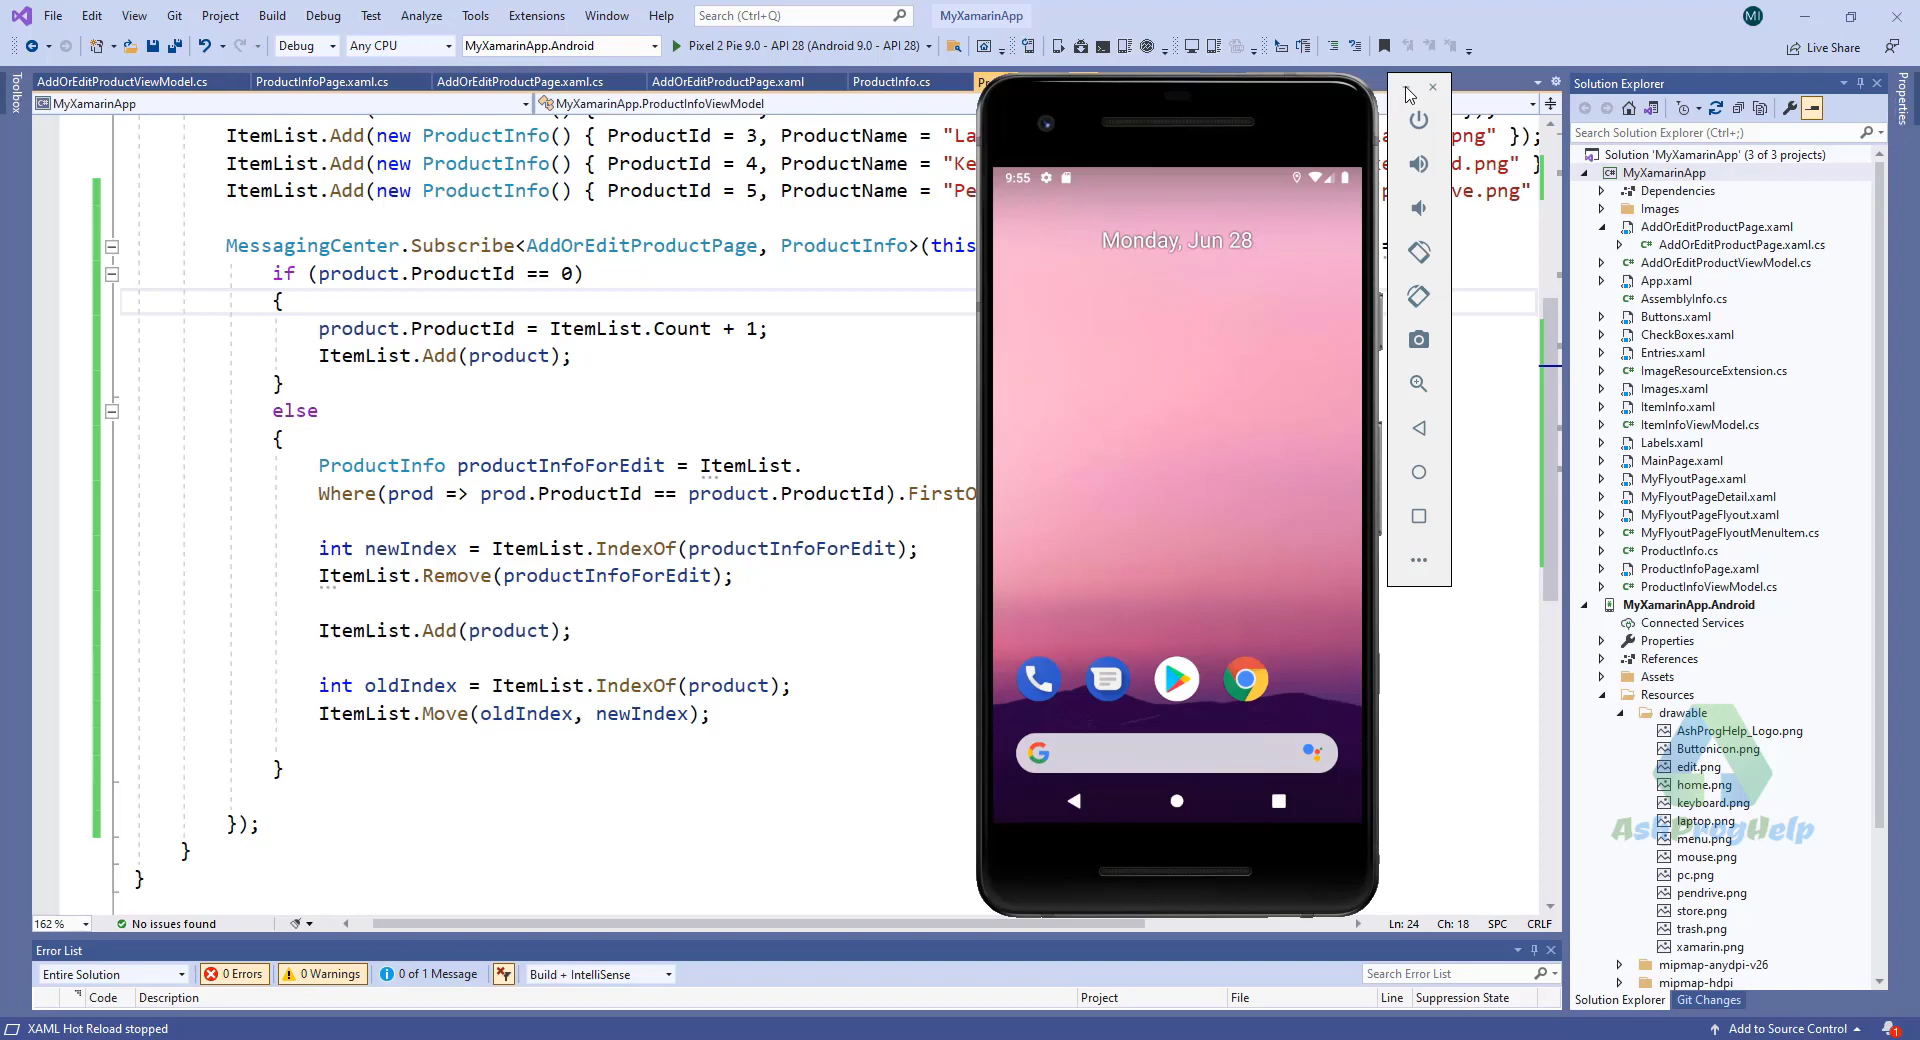 File Edit View Git Project Build Debug Test Analyze Tools Extensions Window Help Search (Ctrl+Q) MyXamarinApp MI
Debug Any CPU MyXamarinApp.Android Pixel 2 Pie 9.0 - API 28 (Android 9.0 - API 28) Live Share
AddOrEditProductViewModel.cs ProductInfoPage.xaml.cs AddOrEditProductPage.xaml.cs AddOrEditProductPage.xaml ProductInfo.cs
MyXamarinApp MyXamarinApp.ProductInfoViewModel
Toolbox
ItemList.Add(new ProductInfo() { ProductId = 3, ProductName = "La png" });
ItemList.Add(new ProductInfo() { ProductId = 4, ProductName = "Ke d.png" }
ItemList.Add(new ProductInfo() { ProductId = 5, ProductName = "Pe ve.png"
MessagingCenter.Subscribe<AddOrEditProductPage, ProductInfo>(this
if (product.ProductId == 0)
{
product.ProductId = ItemList.Count + 1;
ItemList.Add(product);
}
else
{
ProductInfo productInfoForEdit = ItemList.
Where(prod => prod.ProductId == product.ProductId).FirstO
int newIndex = ItemList.IndexOf(productInfoForEdit);
ItemList.Remove(productInfoForEdit);
ItemList.Add(product);
int oldIndex = ItemList.IndexOf(product);
ItemList.Move(oldIndex, newIndex);
}
});
}
}
9:55
Monday, Jun 28
162 % No issues found Ln: 24 Ch: 18 SPC CRLF
Error List
Entire Solution 0 Errors 0 Warnings 0 of 1 Message Build + IntelliSense Search Error List
Code Description Project File Line Suppression State
Solution Explorer
Search Solution Explorer (Ctrl+;)
Solution 'MyXamarinApp' (3 of 3 projects)
MyXamarinApp
Dependencies
Images
AddOrEditProductPage.xaml
AddOrEditProductPage.xaml.cs
AddOrEditProductViewModel.cs
App.xaml
AssemblyInfo.cs
Buttons.xaml
CheckBoxes.xaml
Entries.xaml
ImageResourceExtension.cs
Images.xaml
ItemInfo.xaml
ItemInfoViewModel.cs
Labels.xaml
MainPage.xaml
MyFlyoutPage.xaml
MyFlyoutPageDetail.xaml
MyFlyoutPageFlyout.xaml
MyFlyoutPageFlyoutMenuItem.cs
ProductInfo.cs
ProductInfoPage.xaml
ProductInfoViewModel.cs
MyXamarinApp.Android
Connected Services
Properties
References
Assets
Resources
drawable
AshProgHelp_Logo.png
Buttonicon.png
edit.png
home.png
keyboard.png
laptop.png
AshProgHelp
menu.png
mouse.png
pc.png
pendrive.png
store.png
trash.png
xamarin.png
mipmap-anydpi-v26
mipmap-hdpi
Solution Explorer Git Changes
Properties
XAML Hot Reload stopped Add to Source Control 1